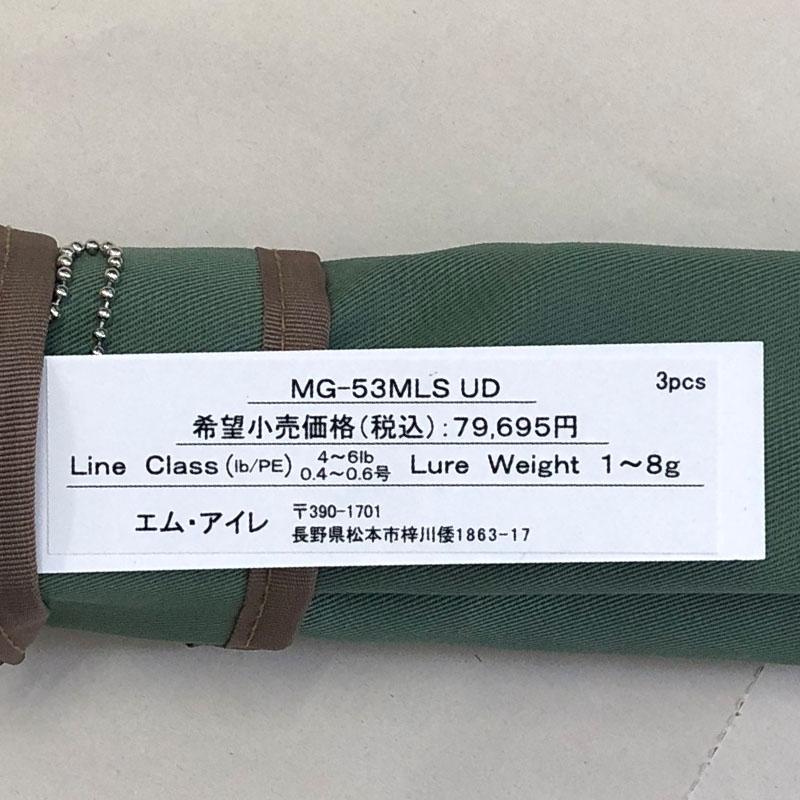 MG-53MLS UD 3pcs
希望小売価格(税込):79,695円
Line Class(lb/PE) 4～6lb 0.4～0.6号 Lure Weight 1～8g
エム・アイレ 〒390-1701
長野県松本市梓川倭1863-17